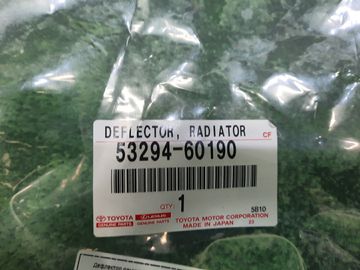 DEFLECTOR, RADIATOR CF
53294-60190
QTY: 1
5B10
TOYOTA LEXUS TOYOTA MOTOR CORPORATION
GENUINE PARTS GENUINE PARTS MADE IN JAPAN